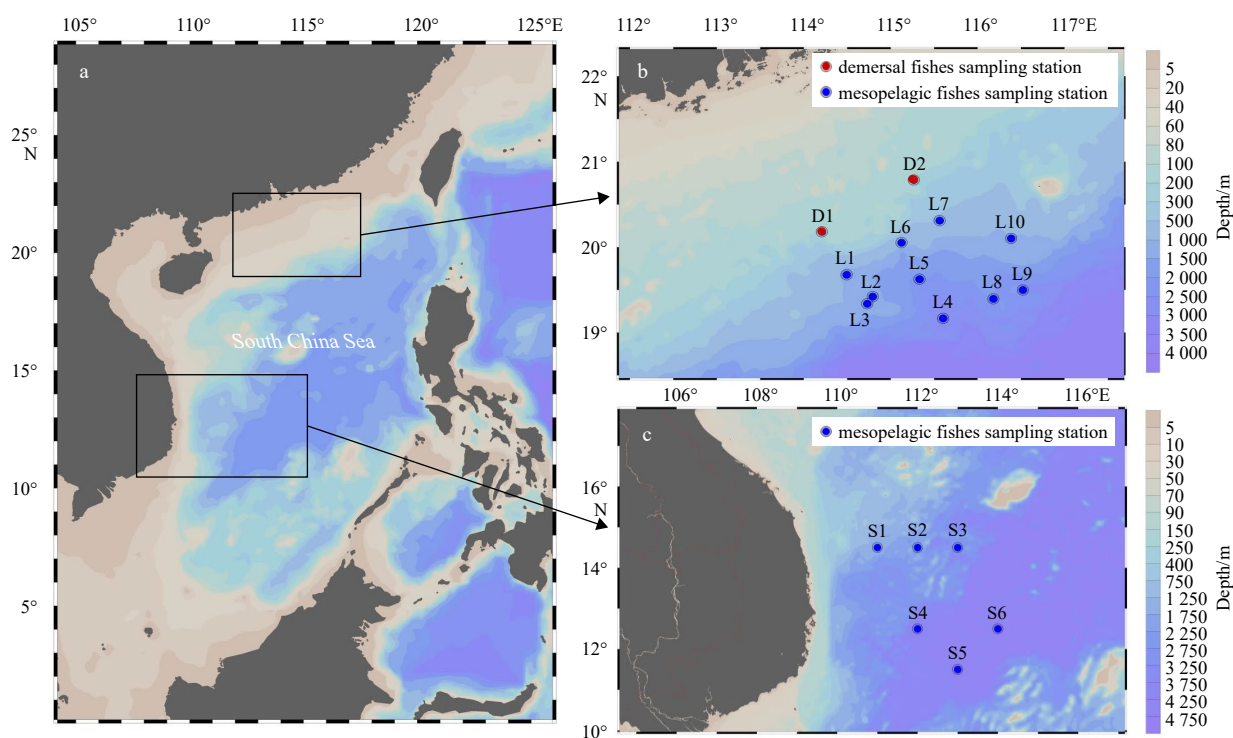 105° 110° 115° 120° 125°E
a
25°
N
20°
15°
10°
5°
South China Sea
112° 113° 114° 115° 116° 117°E
b
22°
N
21°
20°
19°
demersal fishes sampling station
mesopelagic fishes sampling station
D2
D1
L7
L6
L10
L1
L5
L2
L8
L9
L3
L4
5
20
40
60
80
100
200
300
500
1 000
1 500
2 000
2 500
3 000
3 500
4 000
Depth/m
106° 108° 110° 112° 114° 116°E
c
16°
N
14°
12°
10°
mesopelagic fishes sampling station
S1 S2 S3
S4 S6
S5
5
10
30
50
70
90
150
250
400
750
1 250
1 750
2 250
2 750
3 250
3 750
4 250
4 750
Depth/m